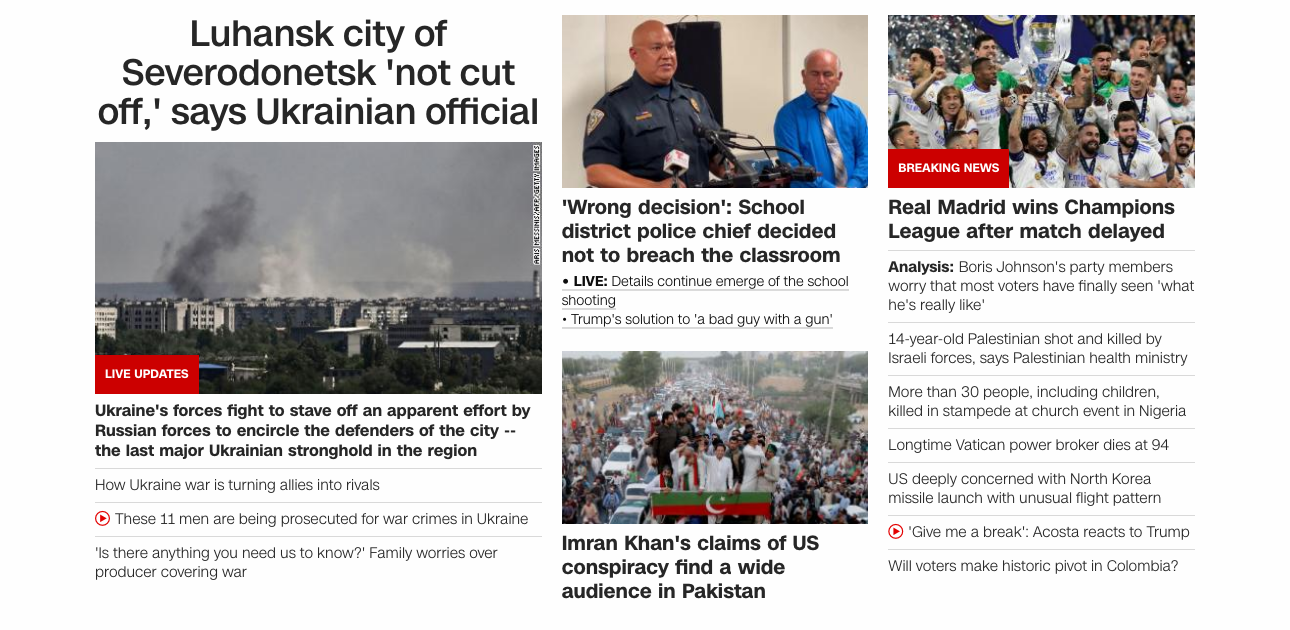 Luhansk city of
Severodonetsk 'not cut
off,' says Ukrainian official
ARIS MESSINIS/AFP/GETTY IMAGES
LIVE UPDATES
Ukraine's forces fight to stave off an apparent effort by
Russian forces to encircle the defenders of the city --
the last major Ukrainian stronghold in the region
How Ukraine war is turning allies into rivals
These 11 men are being prosecuted for war crimes in Ukraine
'Is there anything you need us to know?' Family worries over
producer covering war
'Wrong decision': School
district police chief decided
not to breach the classroom
• LIVE: Details continue emerge of the school
shooting
• Trump's solution to 'a bad guy with a gun'
Imran Khan's claims of US
conspiracy find a wide
audience in Pakistan
BREAKING NEWS
Real Madrid wins Champions
League after match delayed
Analysis: Boris Johnson's party members
worry that most voters have finally seen 'what
he's really like'
14-year-old Palestinian shot and killed by
Israeli forces, says Palestinian health ministry
More than 30 people, including children,
killed in stampede at church event in Nigeria
Longtime Vatican power broker dies at 94
US deeply concerned with North Korea
missile launch with unusual flight pattern
'Give me a break': Acosta reacts to Trump
Will voters make historic pivot in Colombia?